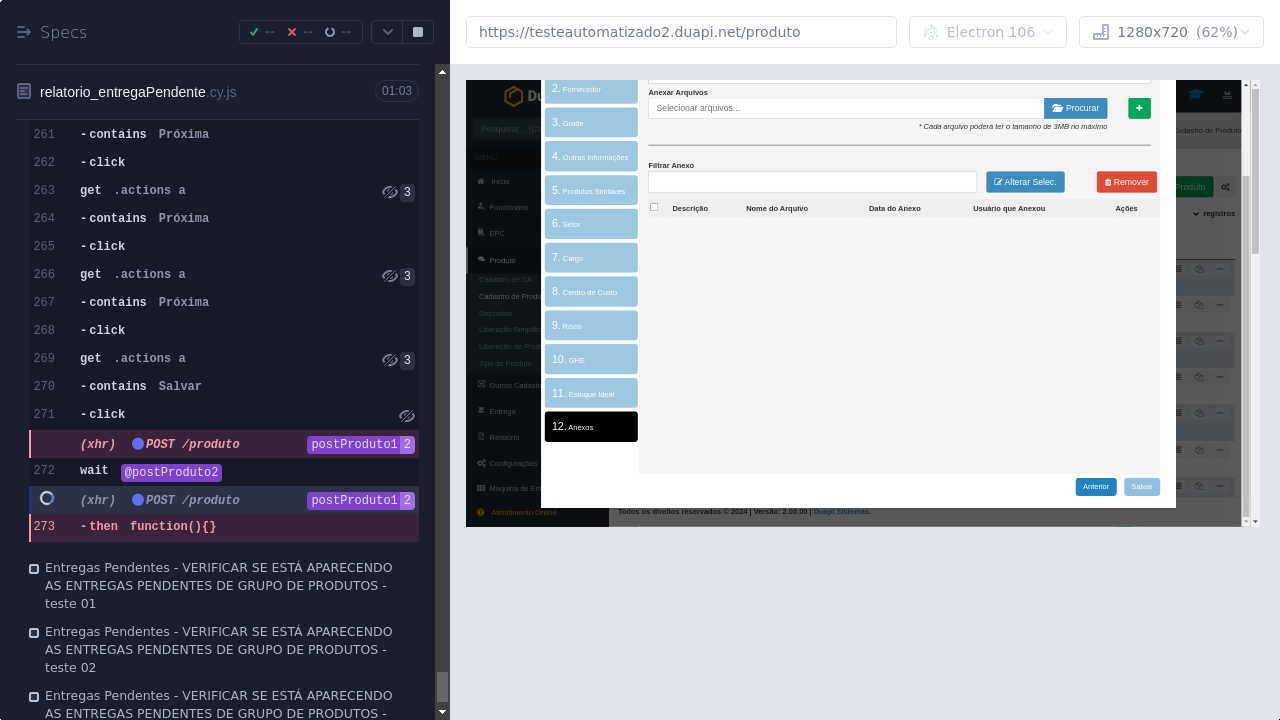 Specs
--
--
--
relatorio_entregaPendente.cy.js
01:03
261 -contains Próxima
262 -click
263 get .actions a 3
264 -contains Próxima
265 -click
266 get .actions a 3
267 -contains Próxima
268 -click
269 get .actions a 3
270 -contains Salvar
271 -click
(xhr) POST /produto postProduto1 2
272 wait @postProduto2
(xhr) POST /produto postProduto1 2
273 -then function(){}
Entregas Pendentes - VERIFICAR SE ESTÁ APARECENDO
AS ENTREGAS PENDENTES DE GRUPO DE PRODUTOS -
teste 01
Entregas Pendentes - VERIFICAR SE ESTÁ APARECENDO
AS ENTREGAS PENDENTES DE GRUPO DE PRODUTOS -
teste 02
Entregas Pendentes - VERIFICAR SE ESTÁ APARECENDO
AS ENTREGAS PENDENTES DE GRUPO DE PRODUTOS -
https://testeautomatizado2.duapi.net/produto
Electron 106
1280x720 (62%)
Pesquisar...
MENU
Início
Funcionário
EPC
Produto
Cadastro de CA
Cadastro de Produ
Depósitos
Liberação Simplific
Liberação de Prod
Tipo de Produto
Outros Cadastro
Entrega
Relatório
Configurações
Máquina de En
Atendimento Online
2. Fornecedor
3. Grade
4. Outras Informações
5. Produtos Similares
6. Setor
7. Cargo
8. Centro de Custo
9. Risco
10. GHE
11. Estoque Ideal
12. Anexos
Anexar Arquivos
Selecionar arquivos...
Procurar
+
* Cada arquivo poderá ter o tamanho de 3MB no máximo
Filtrar Anexo
Alterar Selec.
Remover
Descrição Nome do Arquivo Data do Anexo Usuário que Anexou Ações
Anterior
Salvar
Cadastro de Produto
Produto
registros
Todos os direitos reservados © 2024 | Versão: 2.00.00 | Duapi Sistemas.